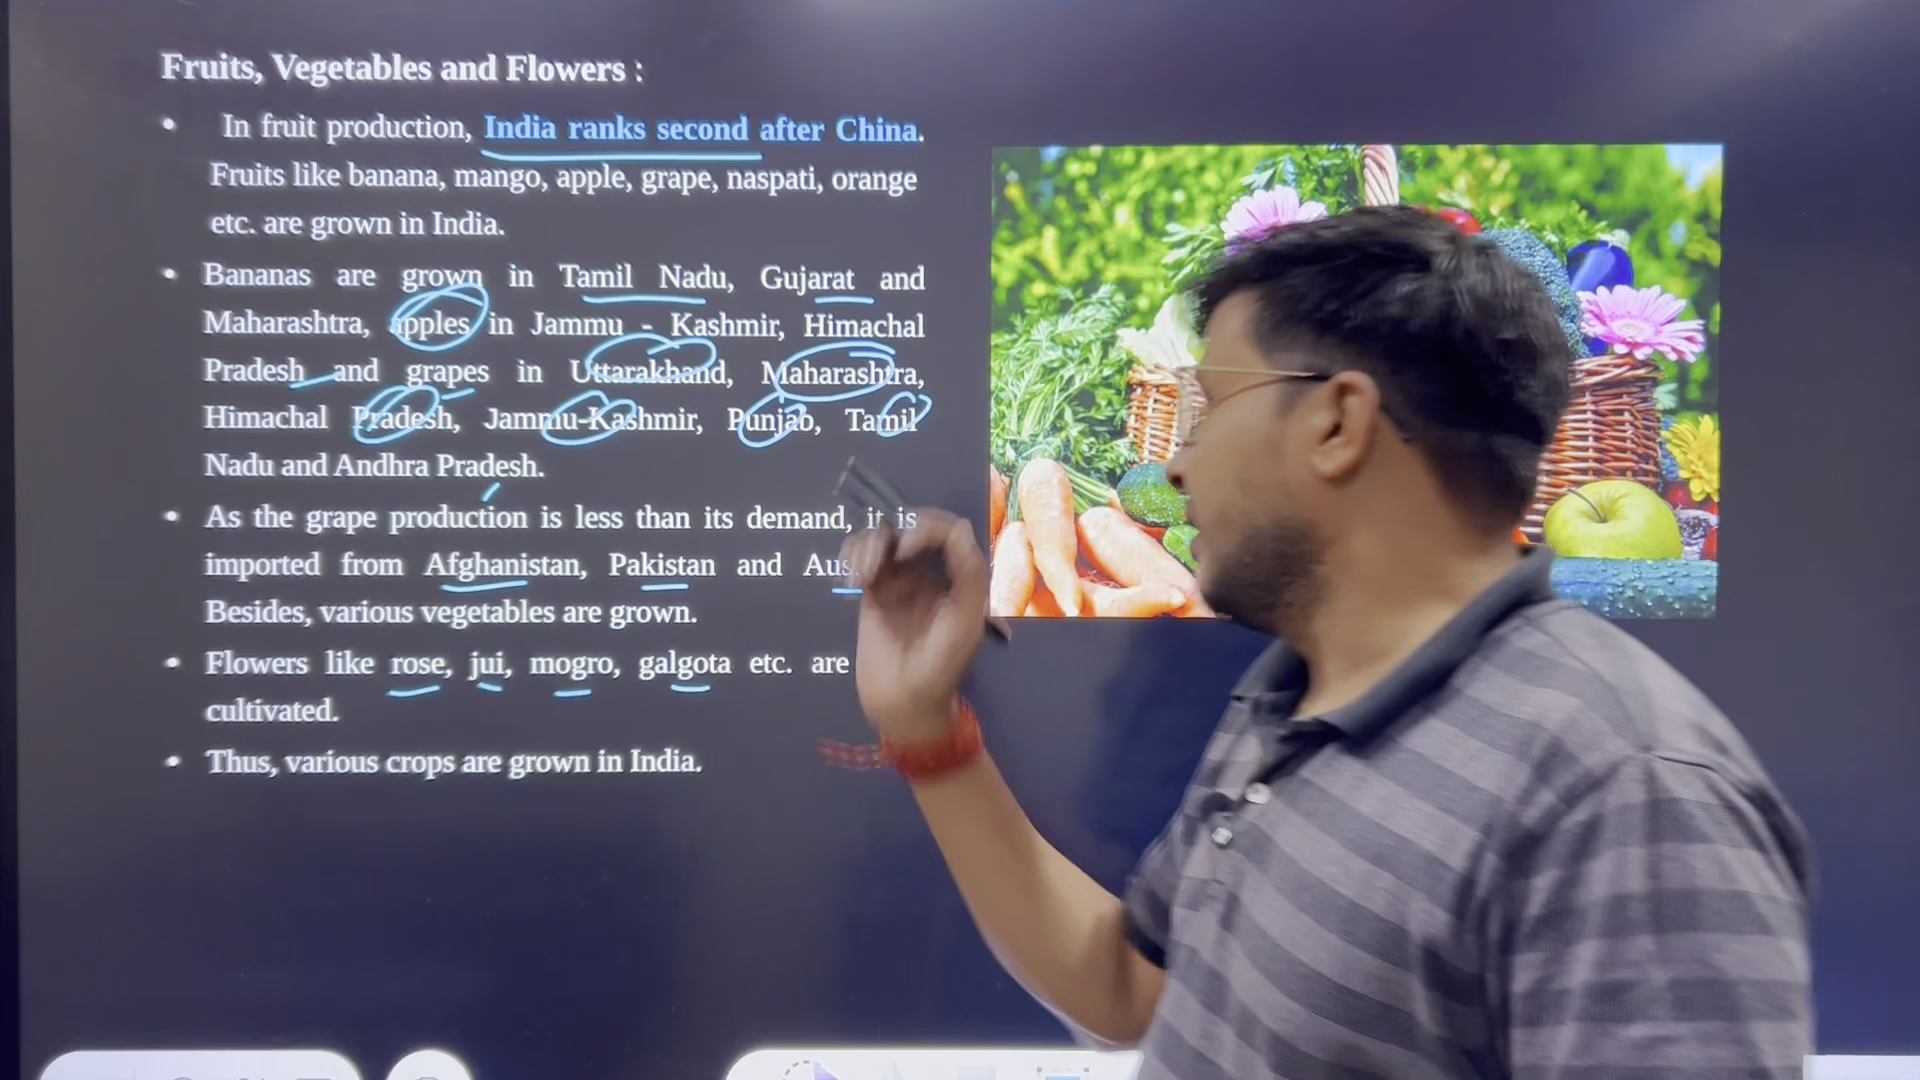 Fruits, Vegetables and Flowers :
• In fruit production, India ranks second after China.
Fruits like banana, mango, apple, grape, naspati, orange
etc. are grown in India.
• Bananas are grown in Tamil Nadu, Gujarat and
Maharashtra, apples in Jammu - Kashmir, Himachal
Pradesh and grapes in Uttarakhand, Maharashtra,
Himachal Pradesh, Jammu-Kashmir, Punjab, Tamil
Nadu and Andhra Pradesh.
• As the grape production is less than its demand, it is
imported from Afghanistan, Pakistan and
Besides, various vegetables are grown.
• Flowers like rose, jui, mogro, galgota etc. are
cultivated.
• Thus, various crops are grown in India.